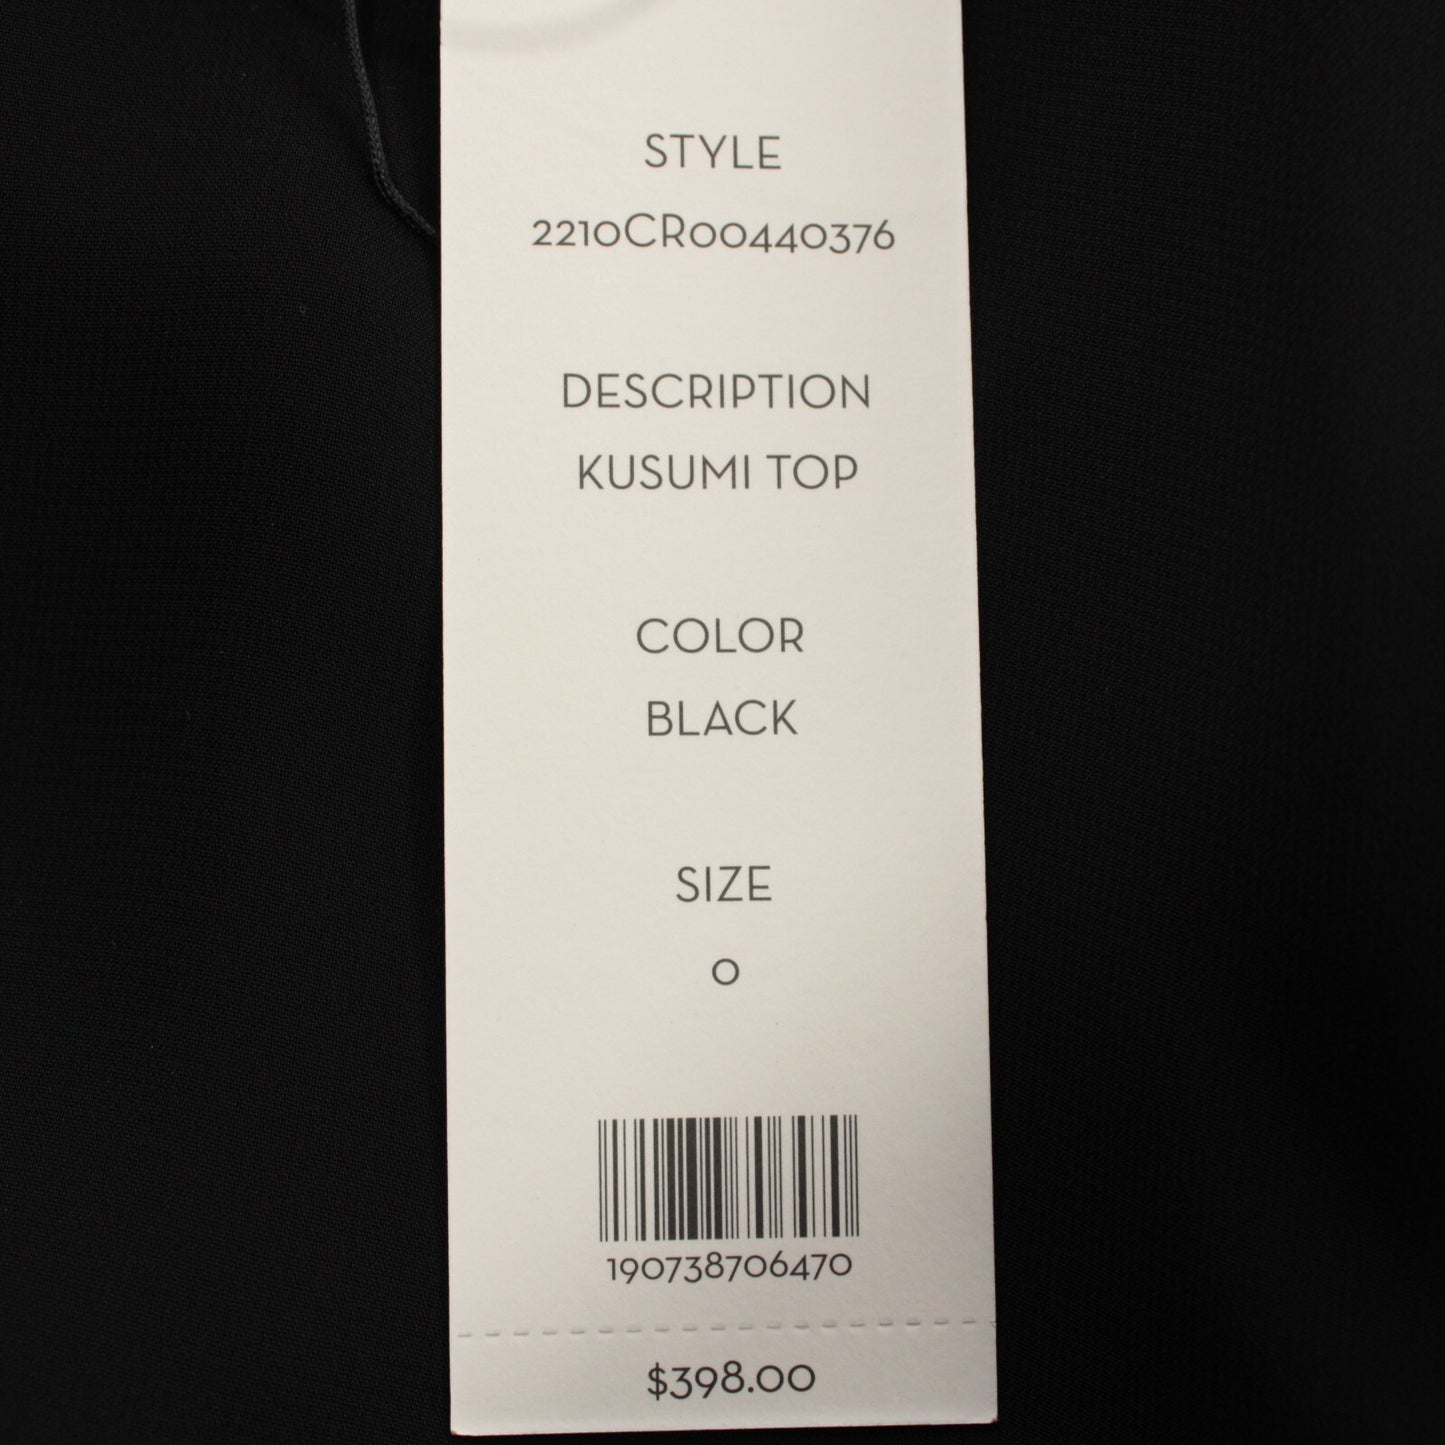 STYLE
2210CR00440376
DESCRIPTION
KUSUMI TOP
COLOR
BLACK
SIZE
0
190738706470
$398.00